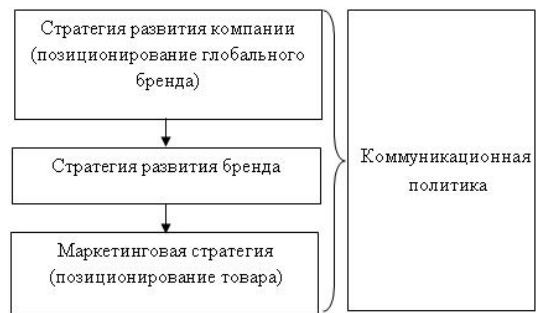 Стратегия развития компании
(позиционирование глобального
бренда)
Стратегия развития бренда
Маркетинговая стратегия
(позиционирование товара)
Коммуникационная
политика